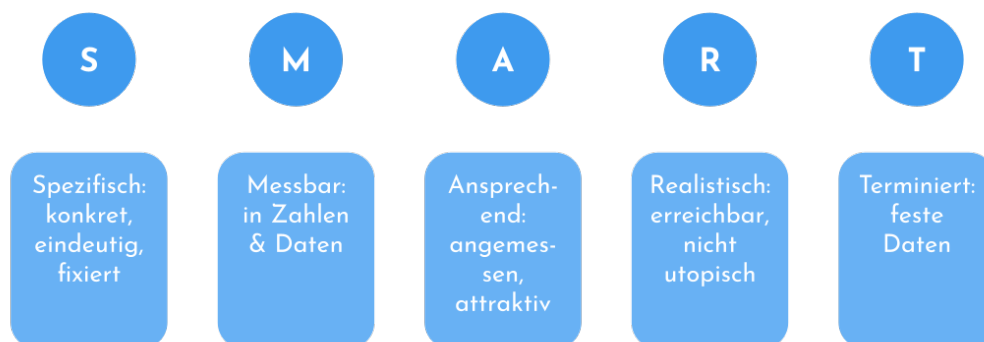 S
M
A
R
T
Spezifisch:
konkret,
eindeutig,
fixiert
Messbar:
in Zahlen
& Daten
Ansprech-
end:
angemes-
sen,
attraktiv
Realistisch:
erreichbar,
nicht
utopisch
Terminiert:
feste
Daten